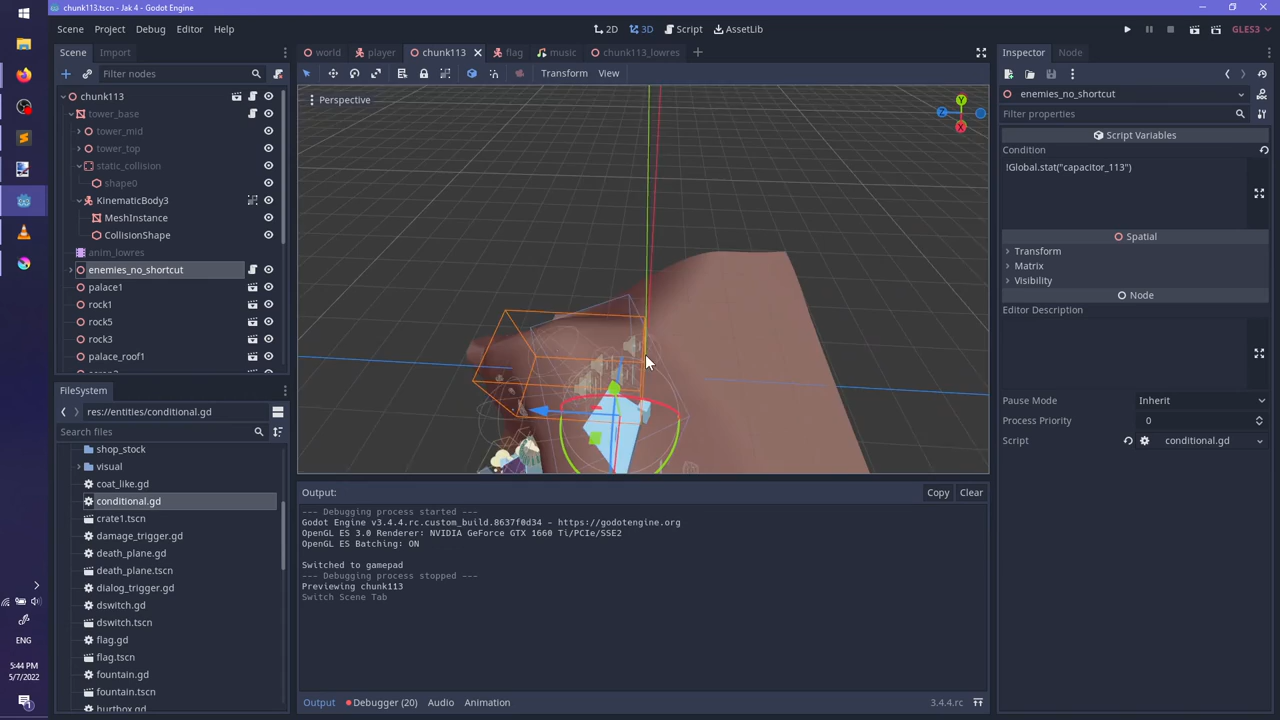 chunk113.tscn - Jak 4 - Godot Engine
Scene Project Debug Editor Help
2D 3D Script AssetLib
GLES3
Scene Import
world player chunk113 flag music chunk113_lowres
Inspector Node
Filter nodes
Transform View
chunk113
tower_base
tower_mid
tower_top
static_collision
shape0
KinematicBody3
MeshInstance
CollisionShape
anim_lowres
enemies_no_shortcut
palace1
rock1
rock5
rock3
palace_roof1
Perspective
Y
Z
X
enemies_no_shortcut
Filter properties
Script Variables
Condition
!Global.stat("capacitor_113")
Spatial
Transform
Matrix
Visibility
Node
Editor Description
Pause Mode Inherit
Process Priority 0
Script conditional.gd
FileSystem
res://entities/conditional.gd
Search files
shop_stock
visual
coat_like.gd
conditional.gd
crate1.tscn
damage_trigger.gd
death_plane.gd
death_plane.tscn
dialog_trigger.gd
dswitch.gd
dswitch.tscn
flag.gd
flag.tscn
fountain.gd
fountain.tscn
hurtbox.gd
Output:
Copy Clear
--- Debugging process started ---
Godot Engine v3.4.4.rc.custom_build.8637f0d34 - https://godotengine.org
OpenGL ES 3.0 Renderer: NVIDIA GeForce GTX 1660 Ti/PCIe/SSE2
OpenGL ES Batching: ON
Switched to gamepad
--- Debugging process stopped ---
Previewing chunk113
Switch Scene Tab
Output Debugger (20) Audio Animation
3.4.4.rc
ENG
5:44 PM
5/7/2022